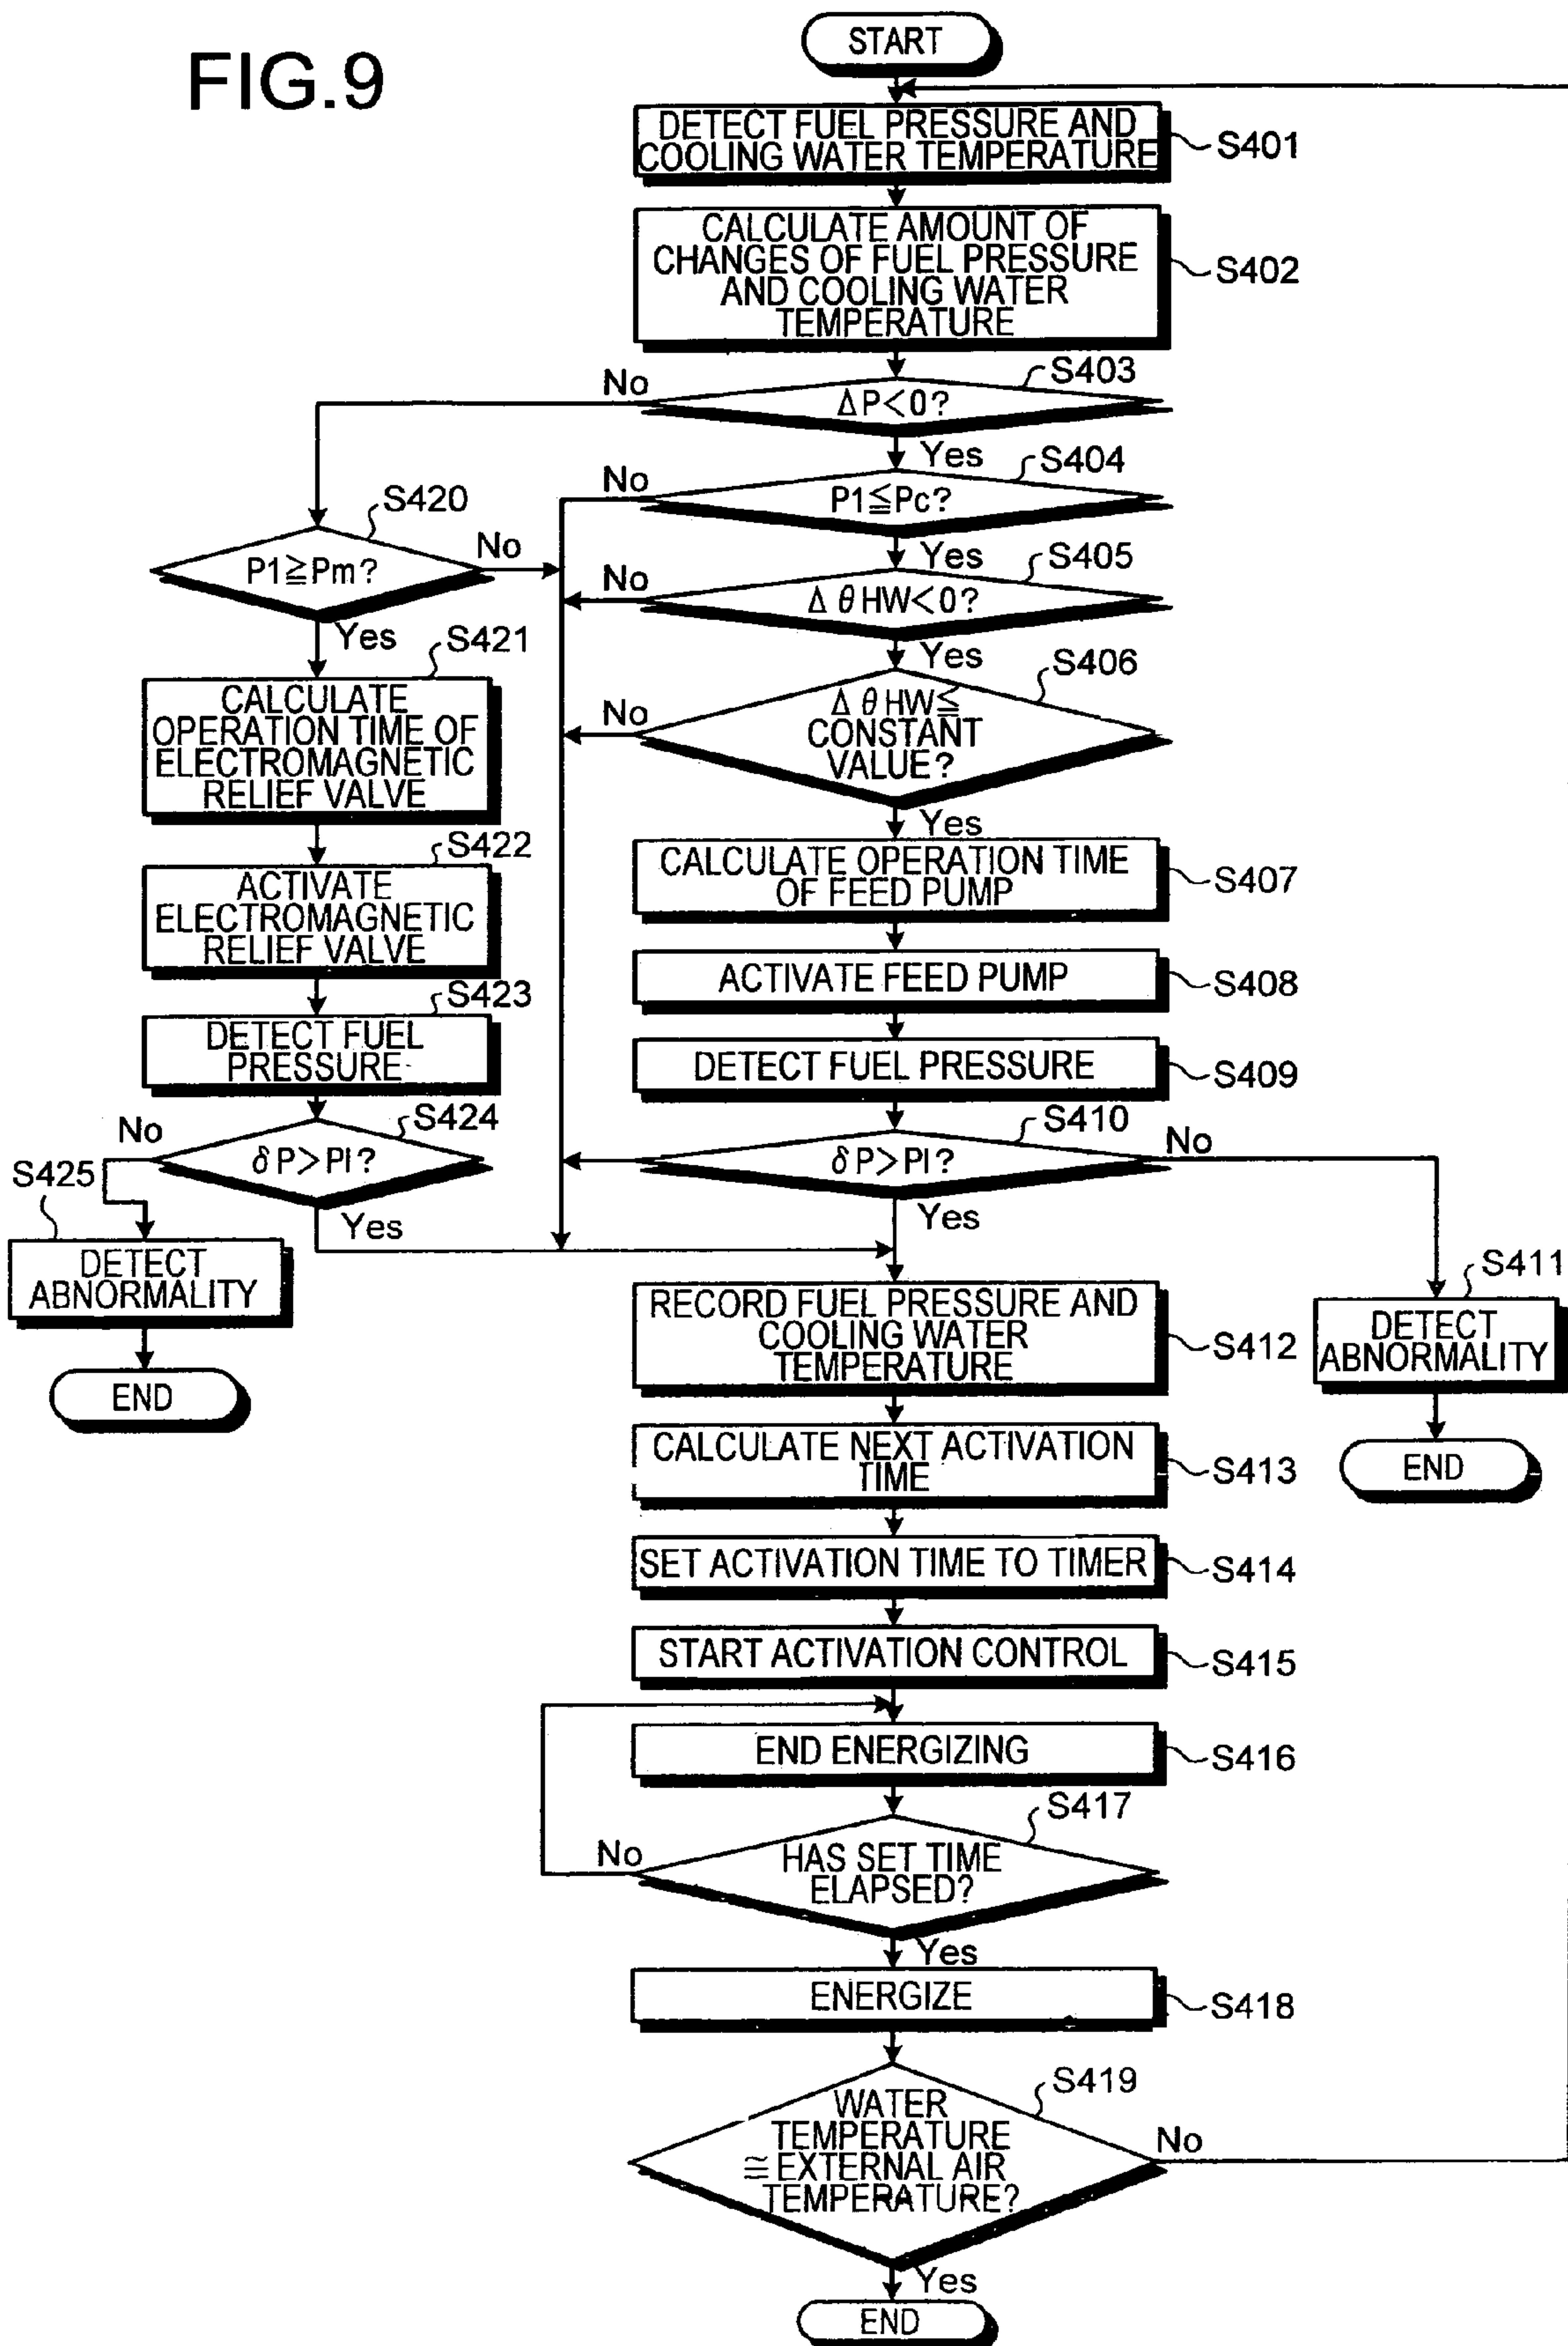 FIG.9
START
DETECT FUEL PRESSURE AND
COOLING WATER TEMPERATURE
S401
CALCULATE AMOUNT OF
CHANGES OF FUEL PRESSURE
AND COOLING WATER
TEMPERATURE
S402
S403
No
ΔP<0?
Yes
S404
No
P1≦Pc?
Yes
S420
P1≧Pm?
No
Yes
S405
No
ΔθHW<0?
Yes
S406
No
ΔθHW≦
CONSTANT
VALUE?
Yes
S421
CALCULATE
OPERATION TIME OF
ELECTROMAGNETIC
RELIEF VALVE
S422
ACTIVATE
ELECTROMAGNETIC
RELIEF VALVE
S423
DETECT FUEL
PRESSURE
S424
No
δP>Pl?
Yes
S425
DETECT
ABNORMALITY
END
CALCULATE OPERATION TIME
OF FEED PUMP
S407
ACTIVATE FEED PUMP
S408
DETECT FUEL PRESSURE
S409
S410
δP>Pl?
No
Yes
S411
DETECT
ABNORMALITY
END
RECORD FUEL PRESSURE AND
COOLING WATER
TEMPERATURE
S412
CALCULATE NEXT ACTIVATION
TIME
S413
SET ACTIVATION TIME TO TIMER
S414
START ACTIVATION CONTROL
S415
END ENERGIZING
S416
S417
No
HAS SET TIME
ELAPSED?
Yes
ENERGIZE
S418
S419
WATER
TEMPERATURE
≅EXTERNAL AIR
TEMPERATURE?
No
Yes
END